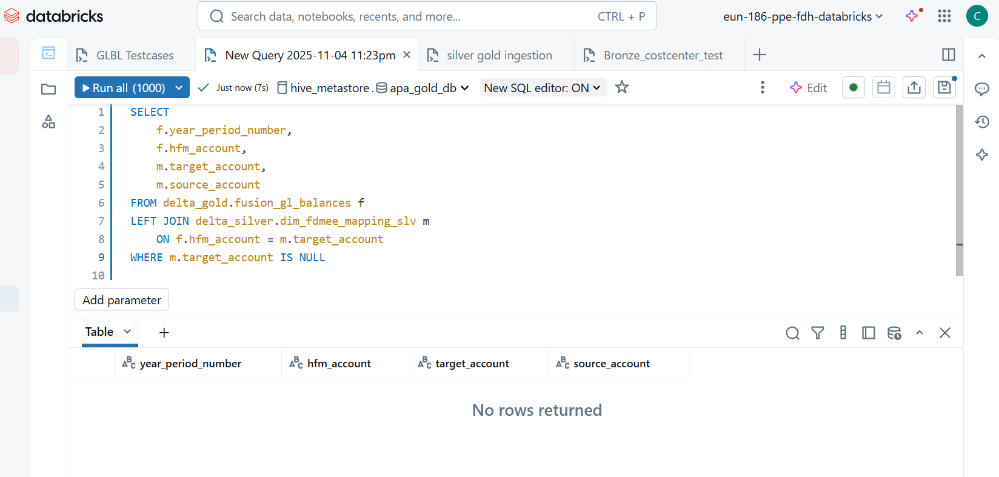 databricks
Search data, notebooks, recents, and more... CTRL + P
eun-186-ppe-fdh-databricks
C
GLBL Testcases
New Query 2025-11-04 11:23pm
silver gold ingestion
Bronze_costcenter_test
Run all (1000)
Just now (7s)
hive_metastore.apa_gold_db
New SQL editor: ON
Edit
1 SELECT
2 f.year_period_number,
3 f.hfm_account,
4 m.target_account,
5 m.source_account
6 FROM delta_gold.fusion_gl_balances f
7 LEFT JOIN delta_silver.dim_fdmee_mapping_slv m
8 ON f.hfm_account = m.target_account
9 WHERE m.target_account IS NULL
10
Add parameter
Table
ABC year_period_number ABC hfm_account ABC target_account ABC source_account
No rows returned